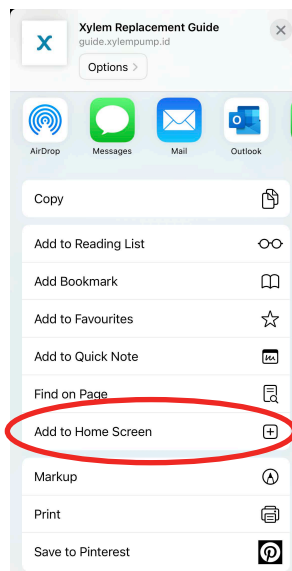 X
Xylem Replacement Guide
guide.xylempump.id
Options >
AirDrop
Messages
Mail
Outlook
Copy
Add to Reading List
Add Bookmark
Add to Favourites
Add to Quick Note
Find on Page
Add to Home Screen
Markup
Print
Save to Pinterest